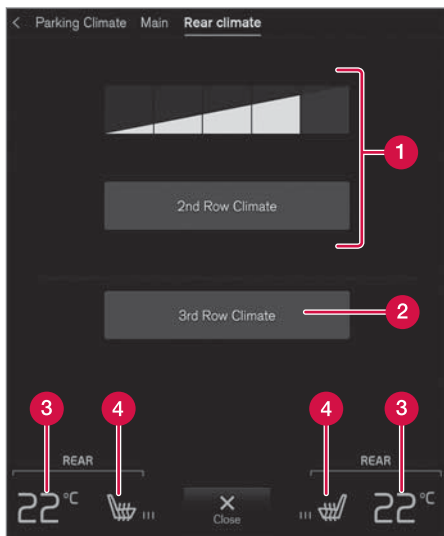 < Parking Climate Main Rear climate
1
2nd Row Climate
2
3rd Row Climate
3 4 4 3
REAR REAR
22°C 22°C
Close